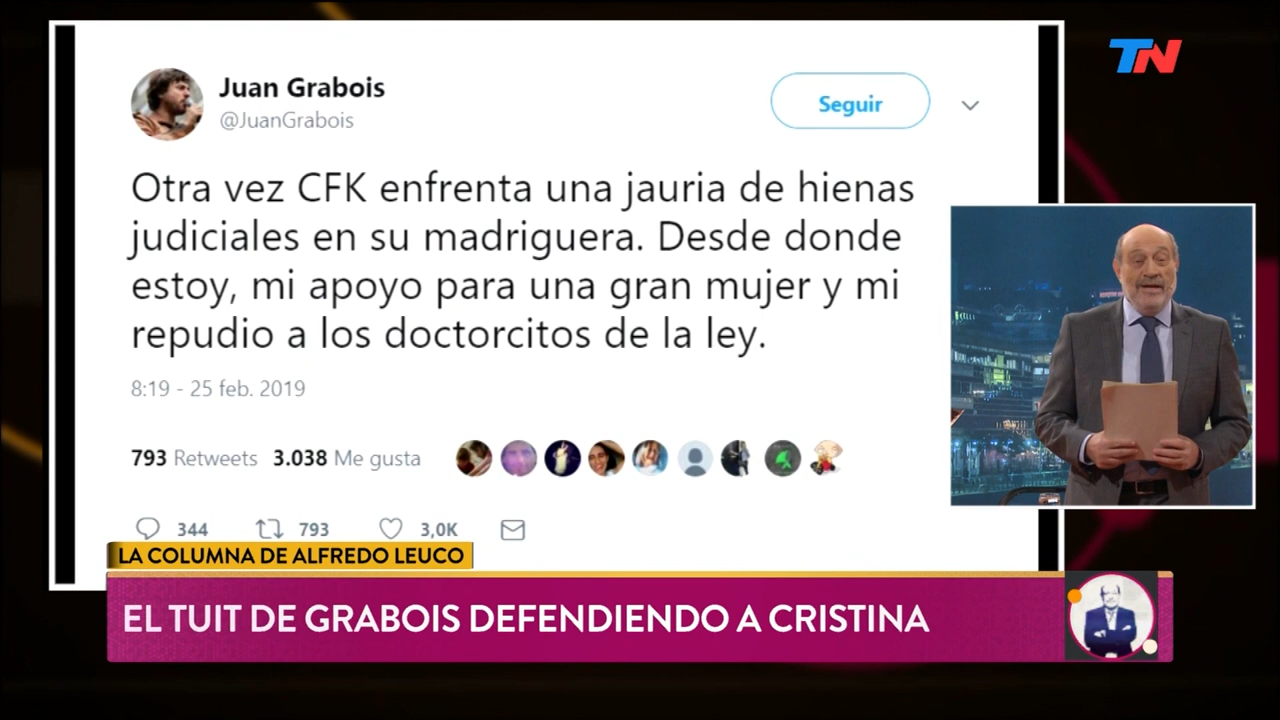 Juan Grabois
@JuanGrabois
Seguir
TN
Otra vez CFK enfrenta una jauria de hienas
judiciales en su madriguera. Desde donde
estoy, mi apoyo para una gran mujer y mi
repudio a los doctorcitos de la ley.
8:19 - 25 feb. 2019
793 Retweets 3.038 Me gusta
344 793 3,0K
LA COLUMNA DE ALFREDO LEUCO
EL TUIT DE GRABOIS DEFENDIENDO A CRISTINA